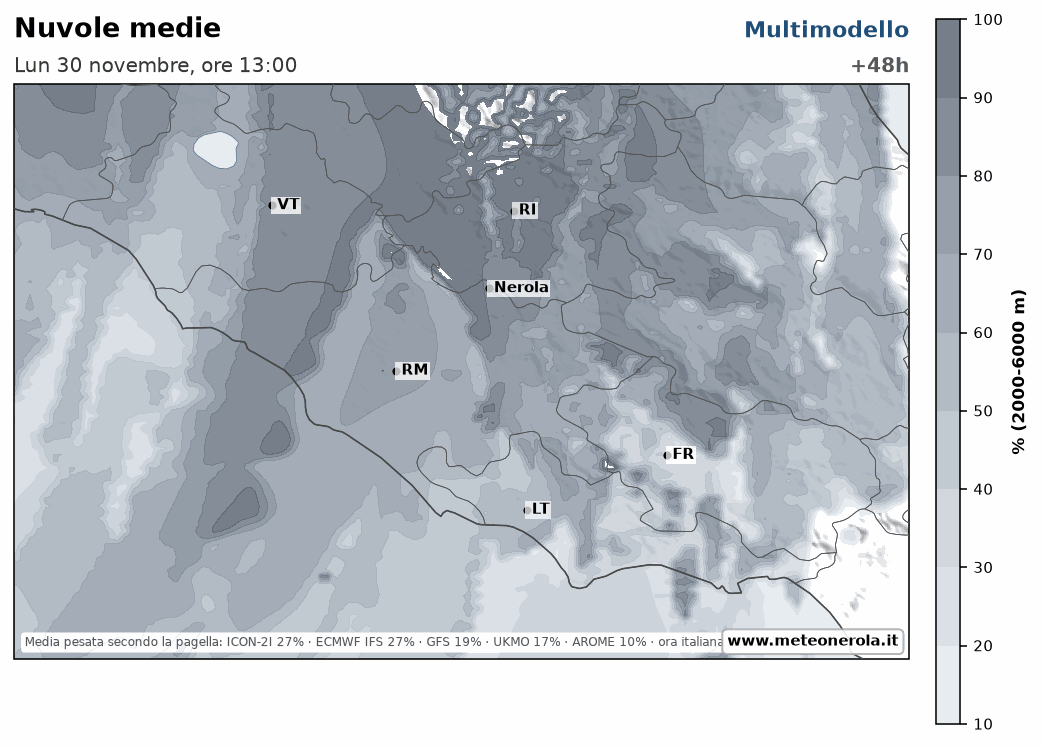 Nuvole medie
Multimodello
Lun 30 novembre, ore 13:00
+48h
100
90
80
70
60
50
40
30
20
10
% (2000-6000 m)
VT
RI
Nerola
RM
FR
LT
Media pesata secondo la pagella: ICON-2I 27% · ECMWF IFS 27% · GFS 19% · UKMO 17% · AROME 10% · ora italiana
www.meteonerola.it